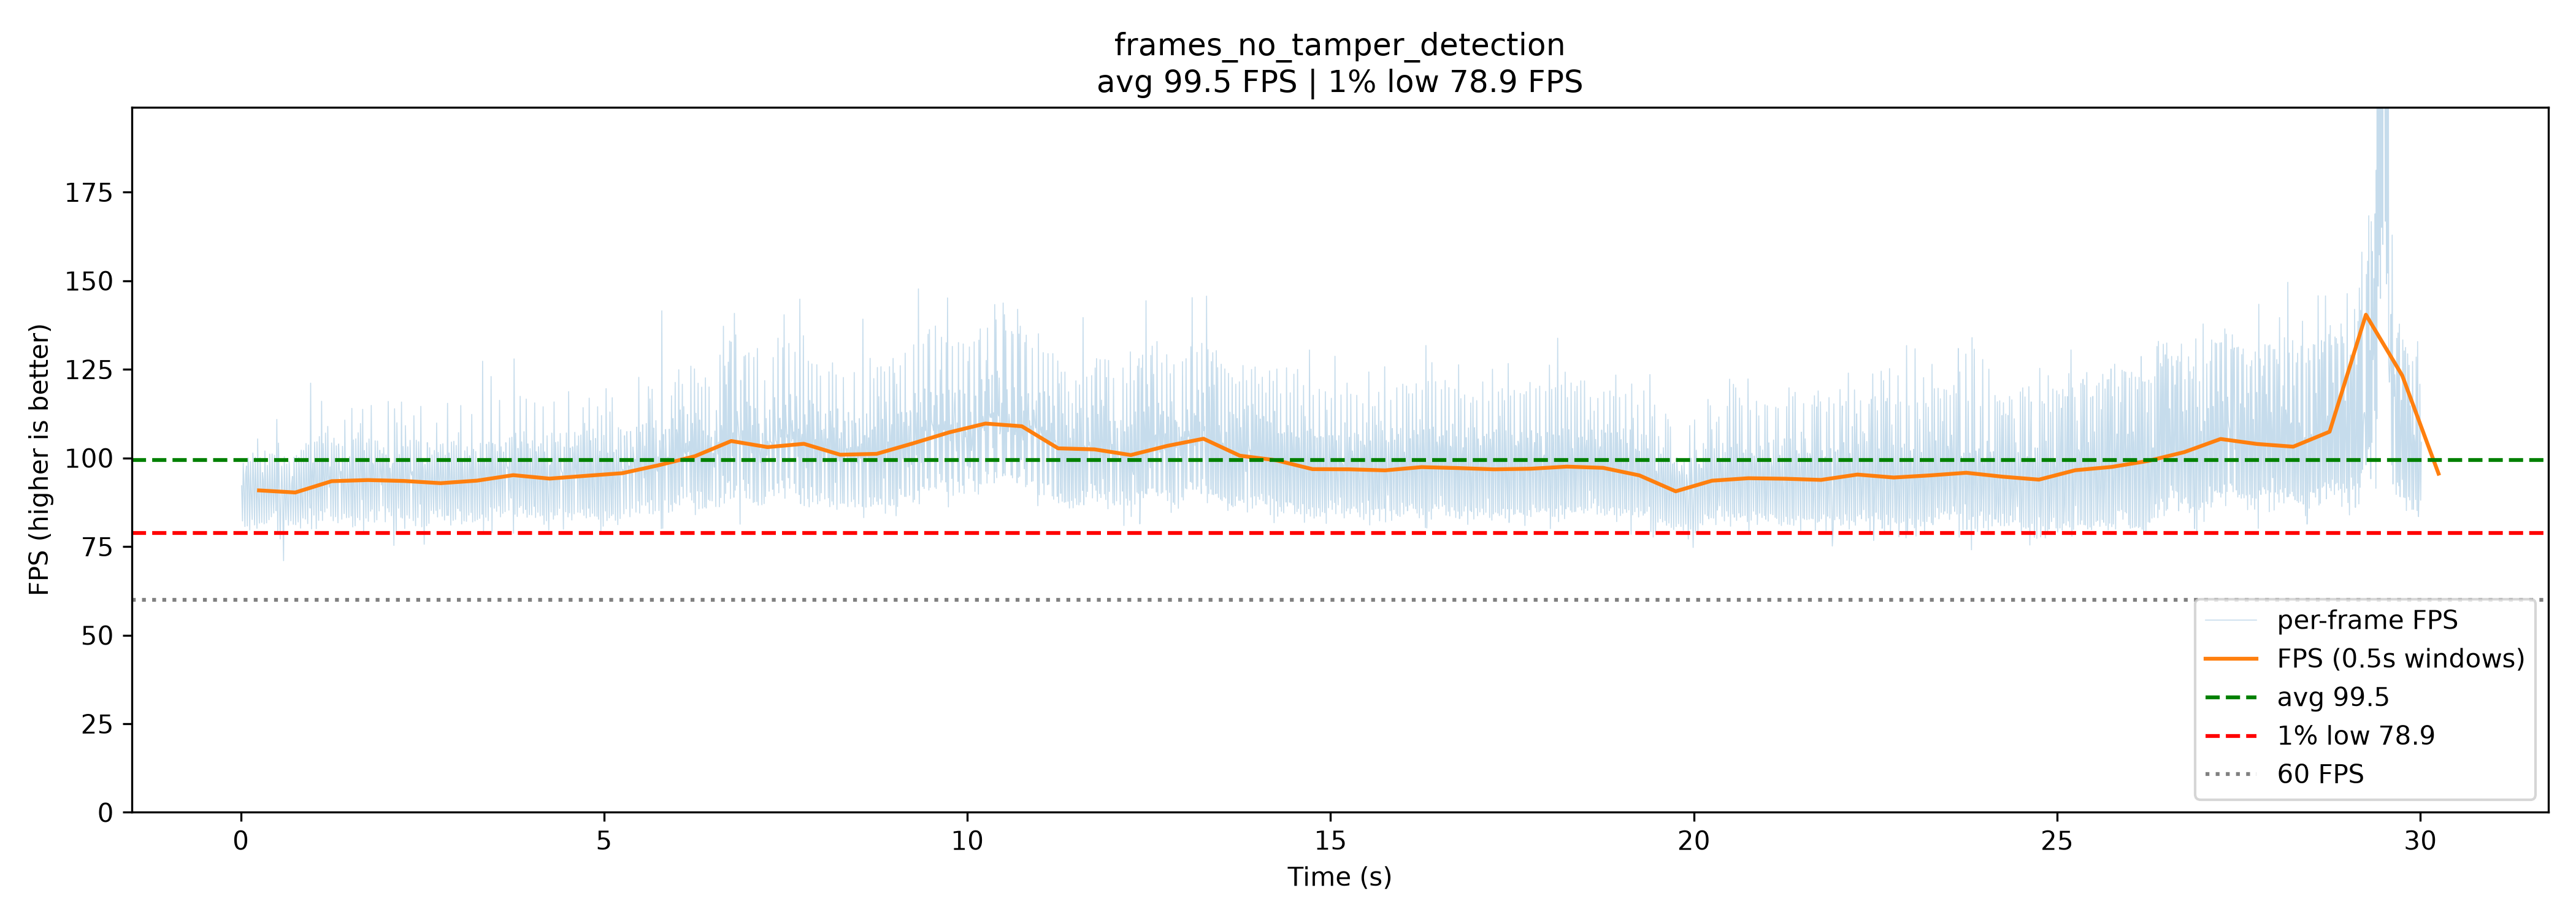 frames_no_tamper_detection
avg 99.5 FPS | 1% low 78.9 FPS
FPS (higher is better)
175
150
125
100
75
50
25
0
0 5 10 15 20 25 30
Time (s)
per-frame FPS
FPS (0.5s windows)
avg 99.5
1% low 78.9
60 FPS